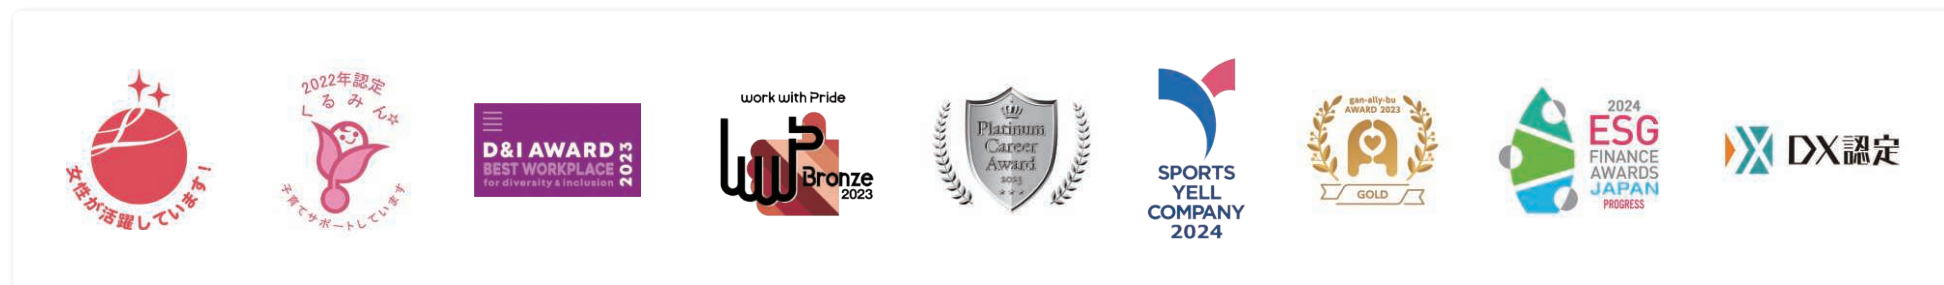 女性が活躍しています!
2022年認定
くるみん☆
子育てサポートしています
D&I AWARD
BEST WORKPLACE
for diversity & inclusion
2023
work with Pride
Bronze
2023
Platinum
Career
Award
2023
SPORTS
YELL
COMPANY
2024
gan-ally-bu
AWARD 2023
GOLD
2024
ESG
FINANCE
AWARDS
JAPAN
PROGRESS
DX認定